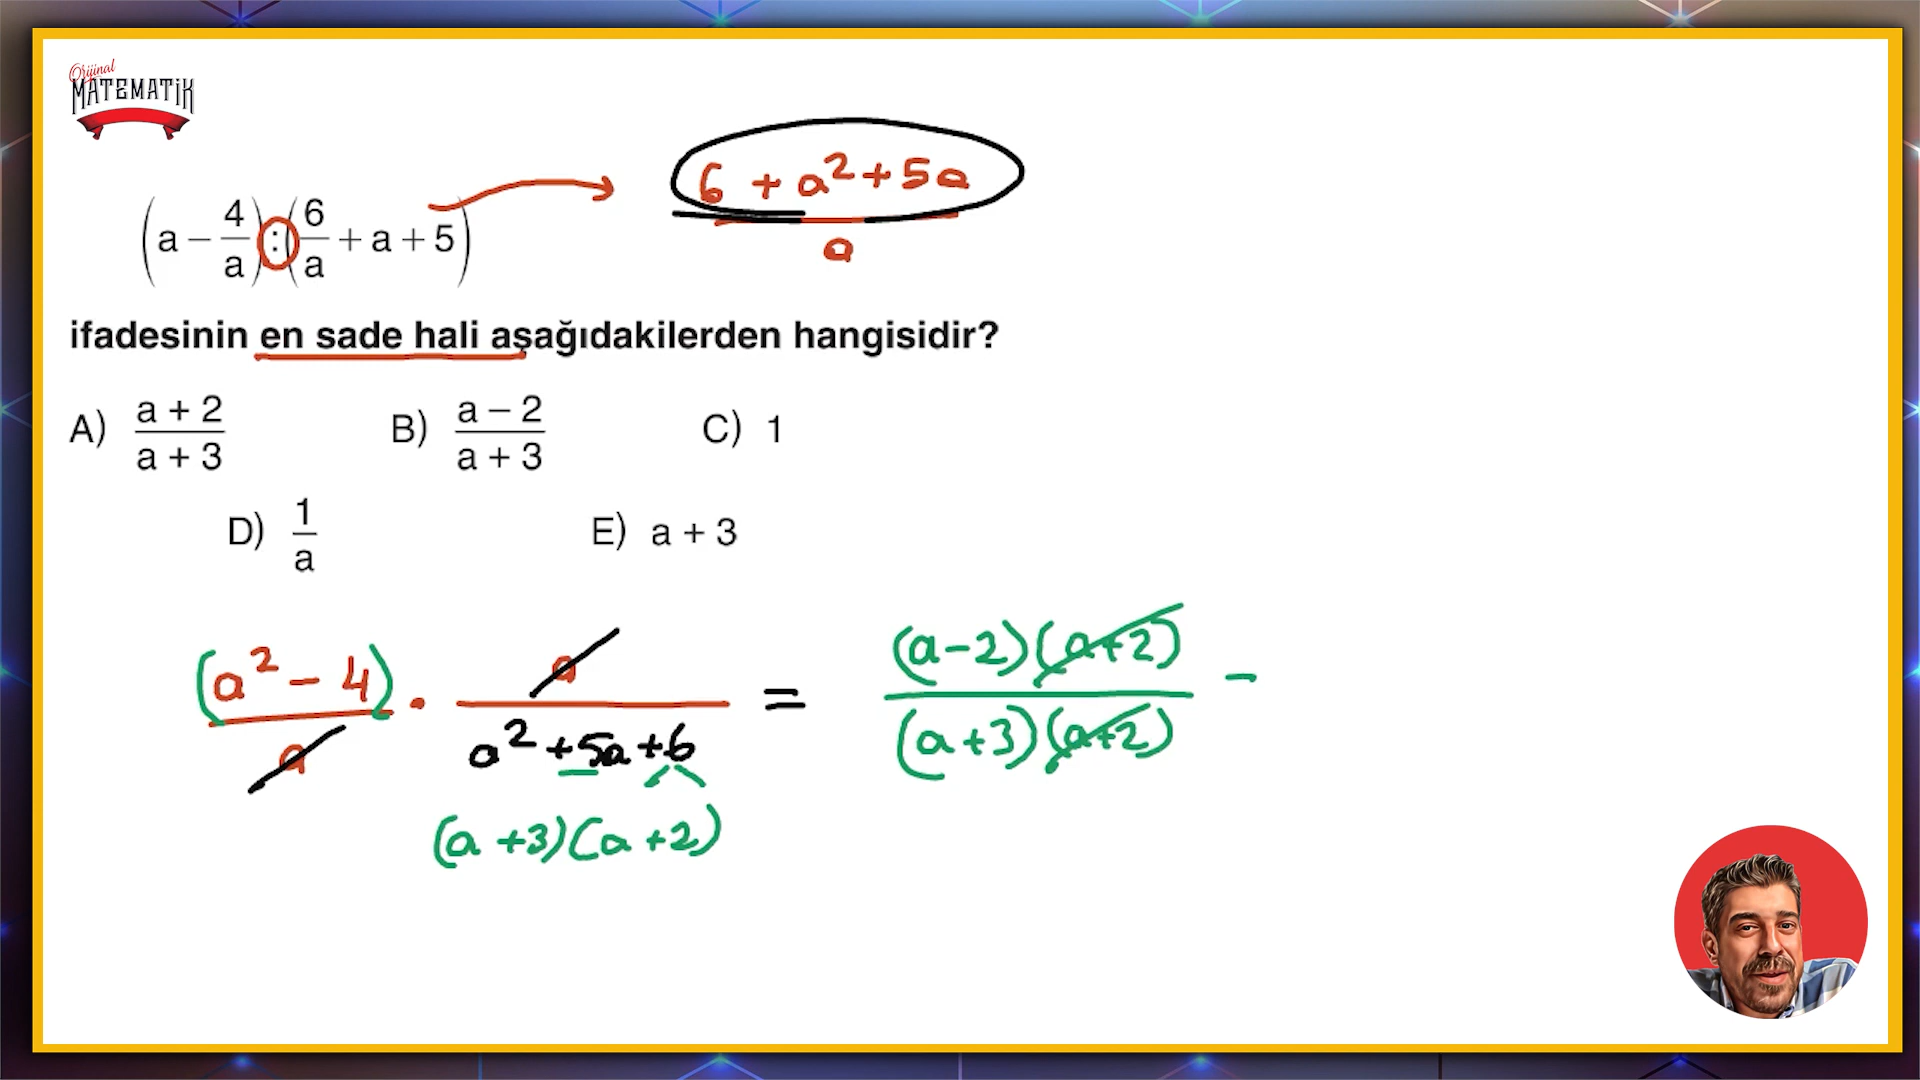 Orijinal
MATEMATİK
6 + a² + 5a
a
(a − 4/a) : (6/a + a + 5)
ifadesinin en sade hali aşağıdakilerden hangisidir?
A) a + 2 / a + 3 B) a − 2 / a + 3 C) 1
D) 1 / a E) a + 3
(a² − 4) / a · a / a² + 5a + 6 = (a−2)(a+2) / (a+3)(a+2) −
(a +3)(a +2)